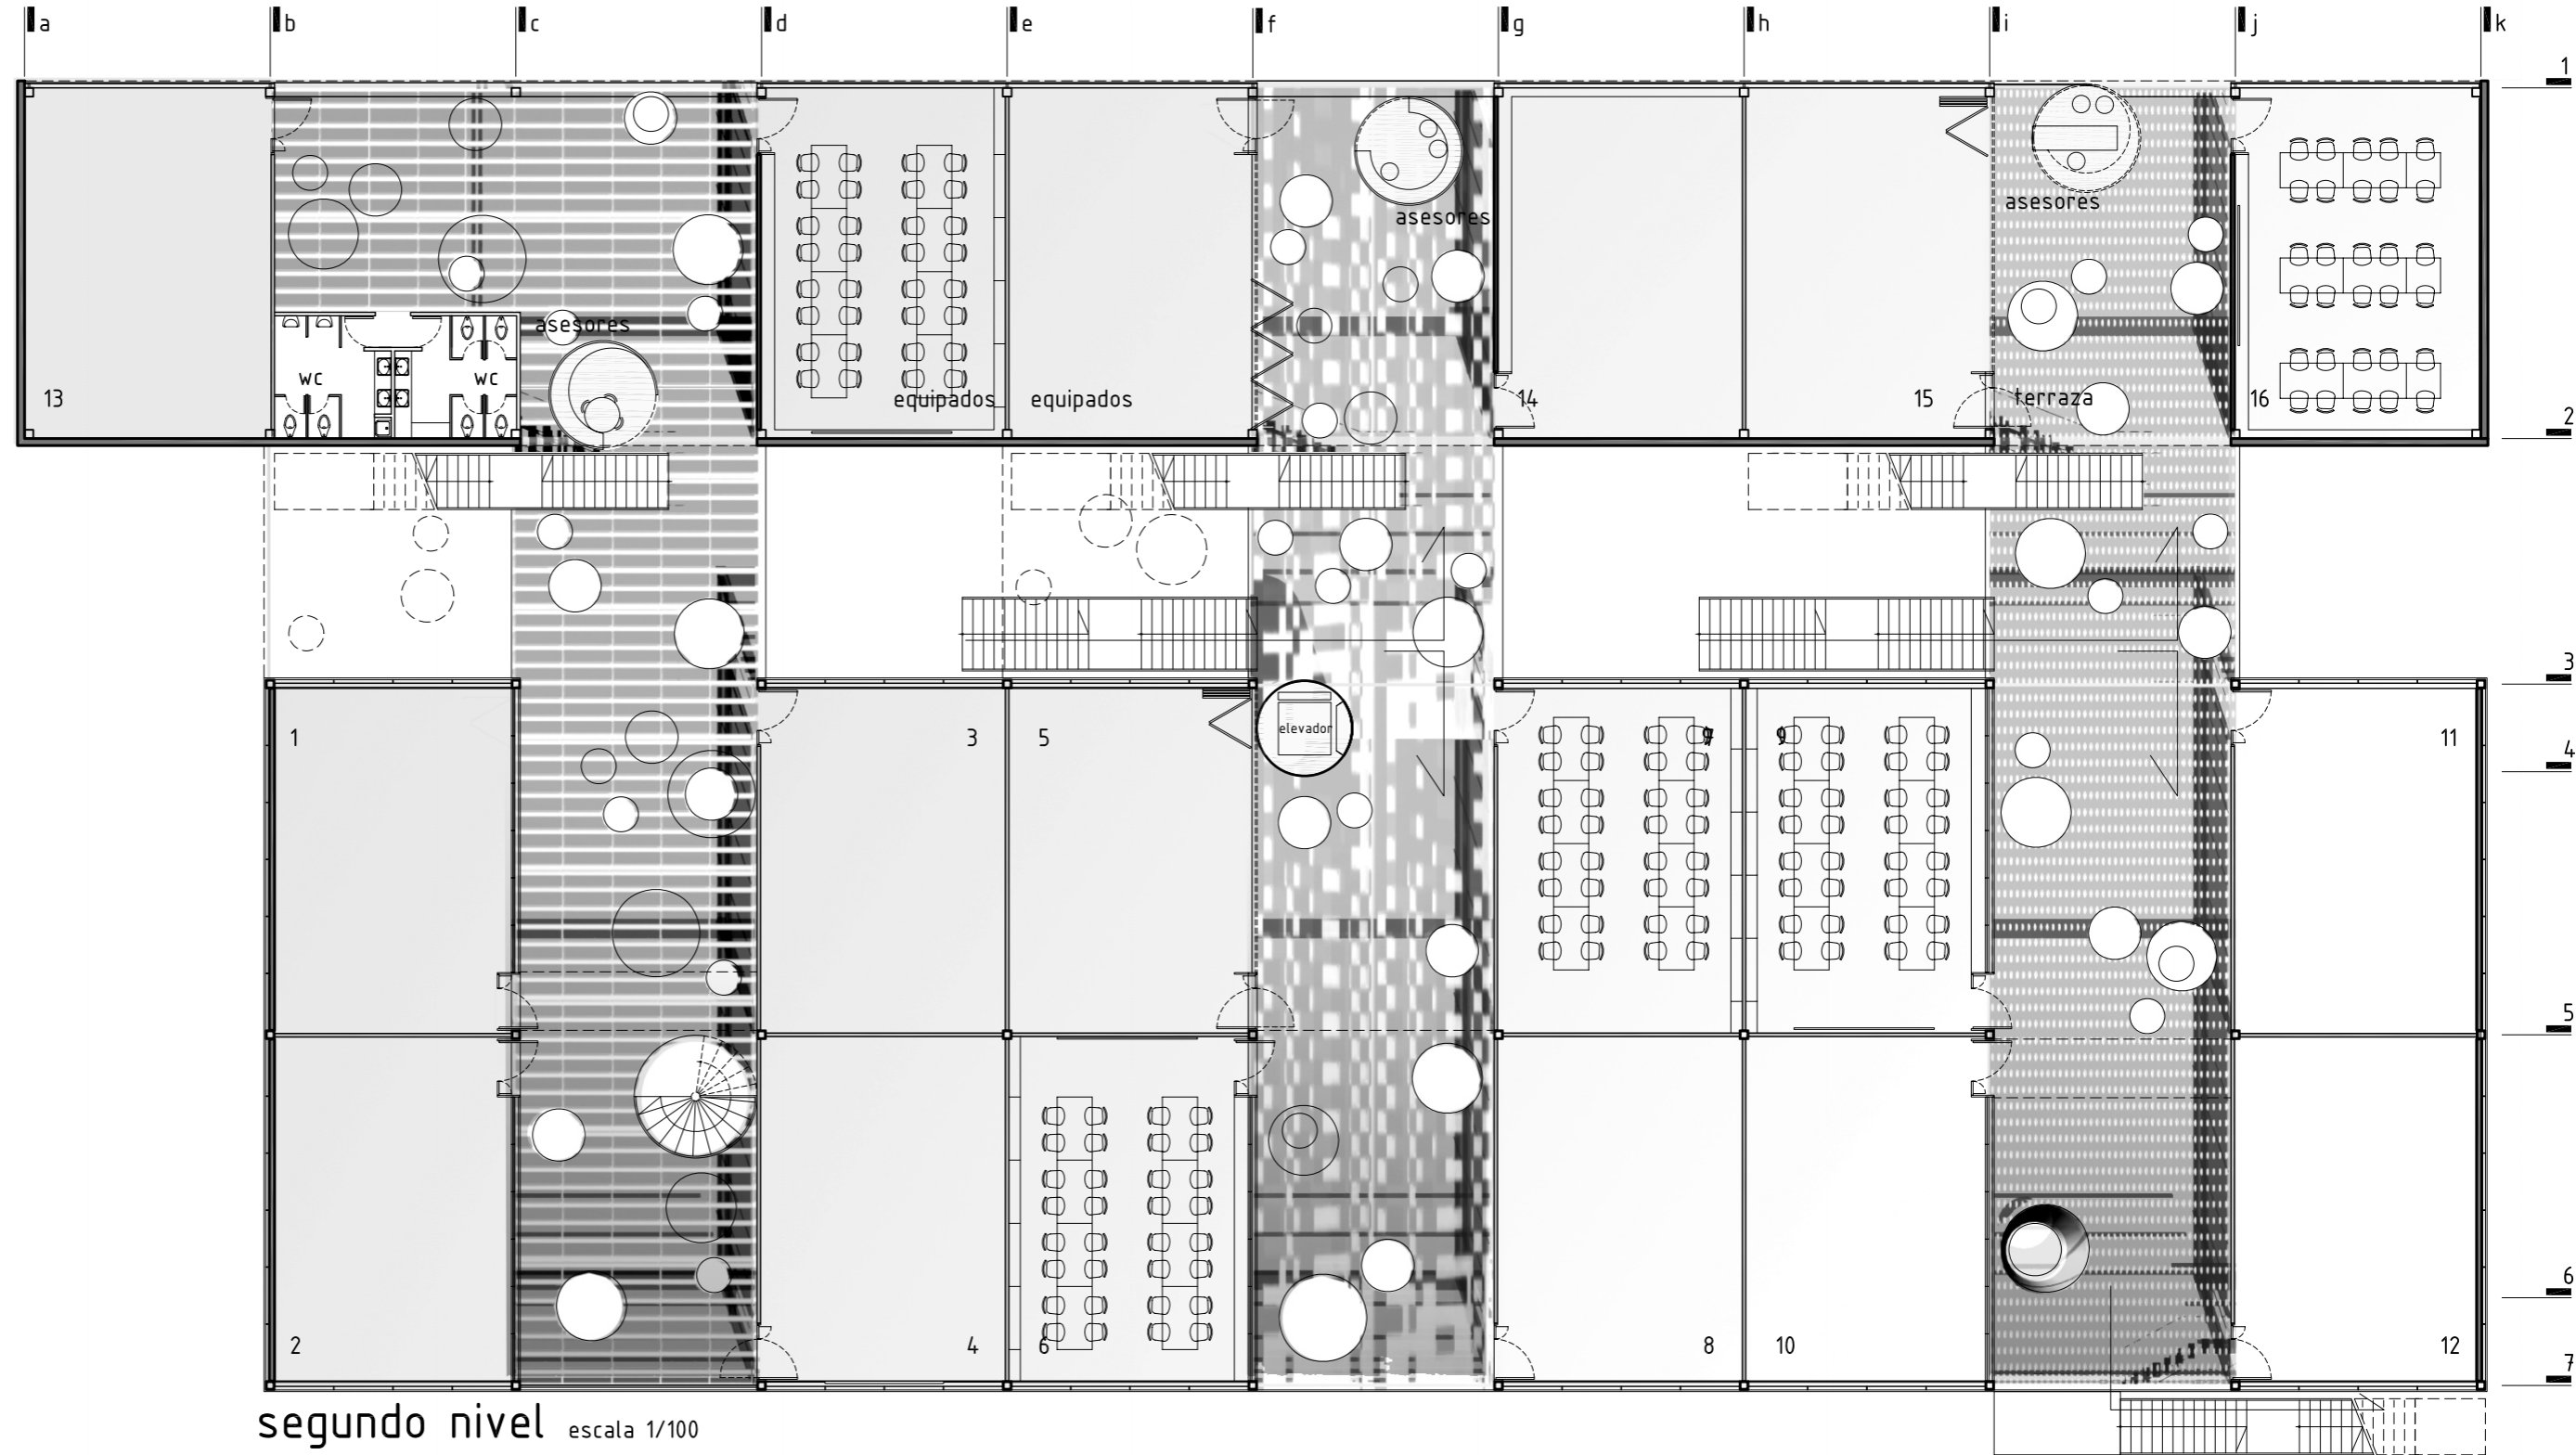 a b c d e f g h i j k
1
asesores
asesores
asesores
wc wc
13 equipados equipados 14 15 terraza 16
2
3
elevador
1 3 5 9 11
4
5
2 4 6 8 10 12
6
7
segundo nivel escala 1/100